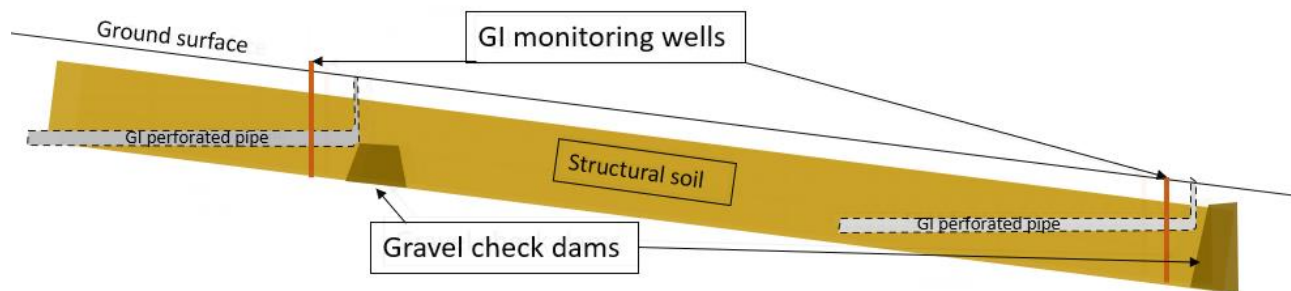 Ground surface
GI monitoring wells
GI perforated pipe
Structural soil
GI perforated pipe
Gravel check dams